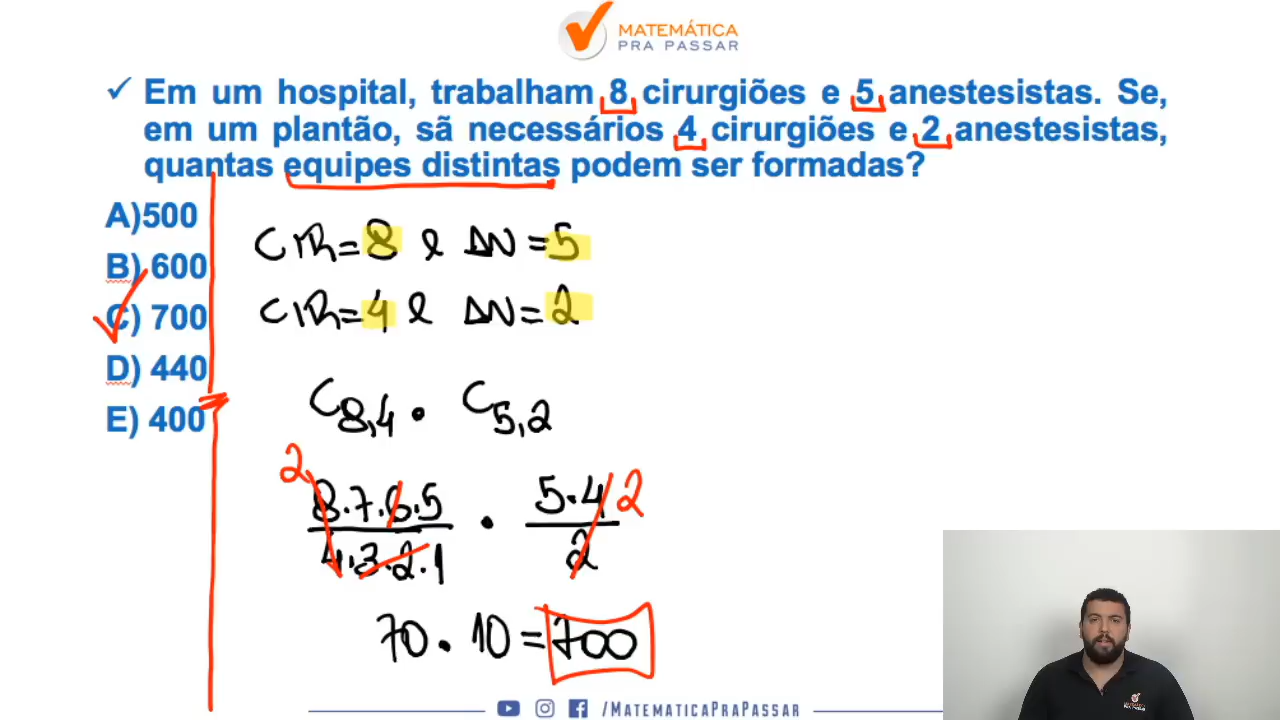 MATEMÁTICA
PRA PASSAR
✓ Em um hospital, trabalham 8 cirurgiões e 5 anestesistas. Se,
em um plantão, sã necessários 4 cirurgiões e 2 anestesistas,
quantas equipes distintas podem ser formadas?
A)500
B) 600
C) 700
D) 440
E) 400
CIR=8 e AN=5
CIR=4 e AN=2
C8,4 · C5,2
2 8.7.6.5 · 5.4 2
4.3.2.1 2
70 · 10 = 700
/MatematicaPraPassar